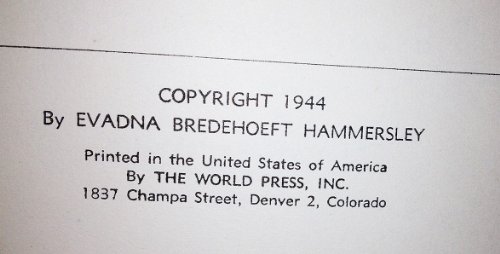 COPYRIGHT 1944
By EVADNA BREDEHOEFT HAMMERSLEY
Printed in the United States of America
By THE WORLD PRESS, INC.
1837 Champa Street, Denver 2, Colorado